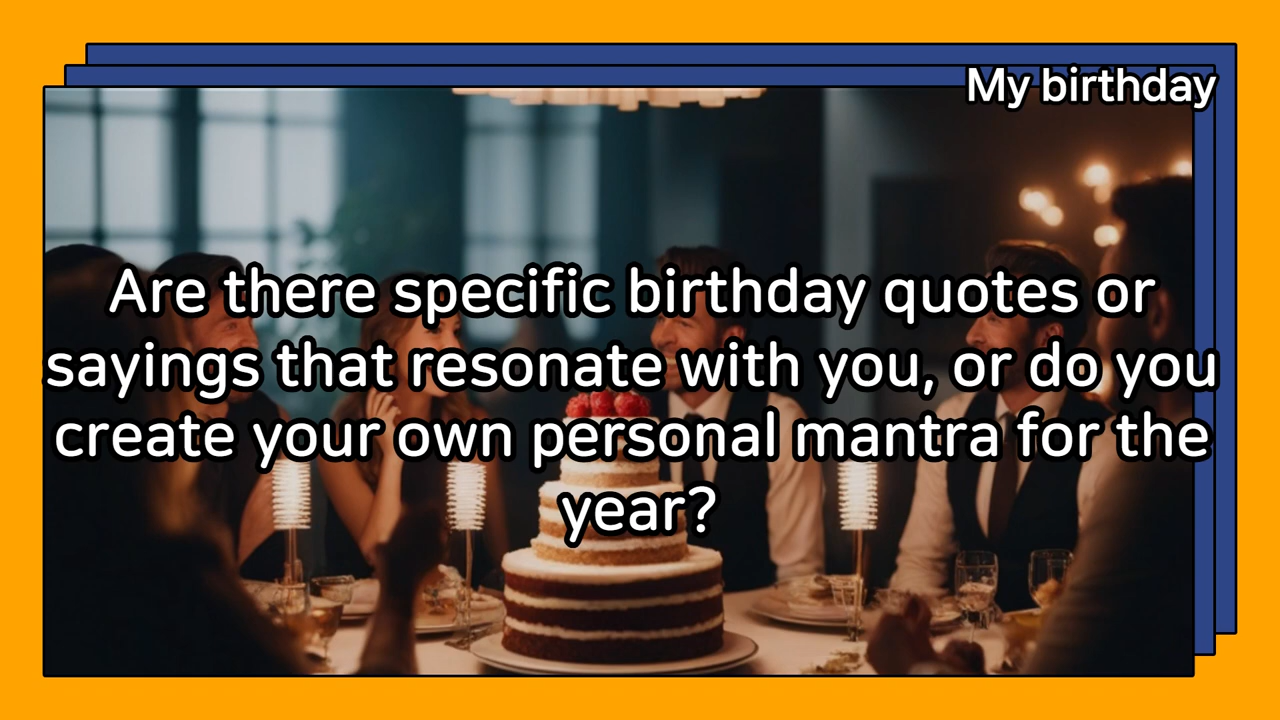 My birthday
Are there specific birthday quotes or
sayings that resonate with you, or do you
create your own personal mantra for the
year?